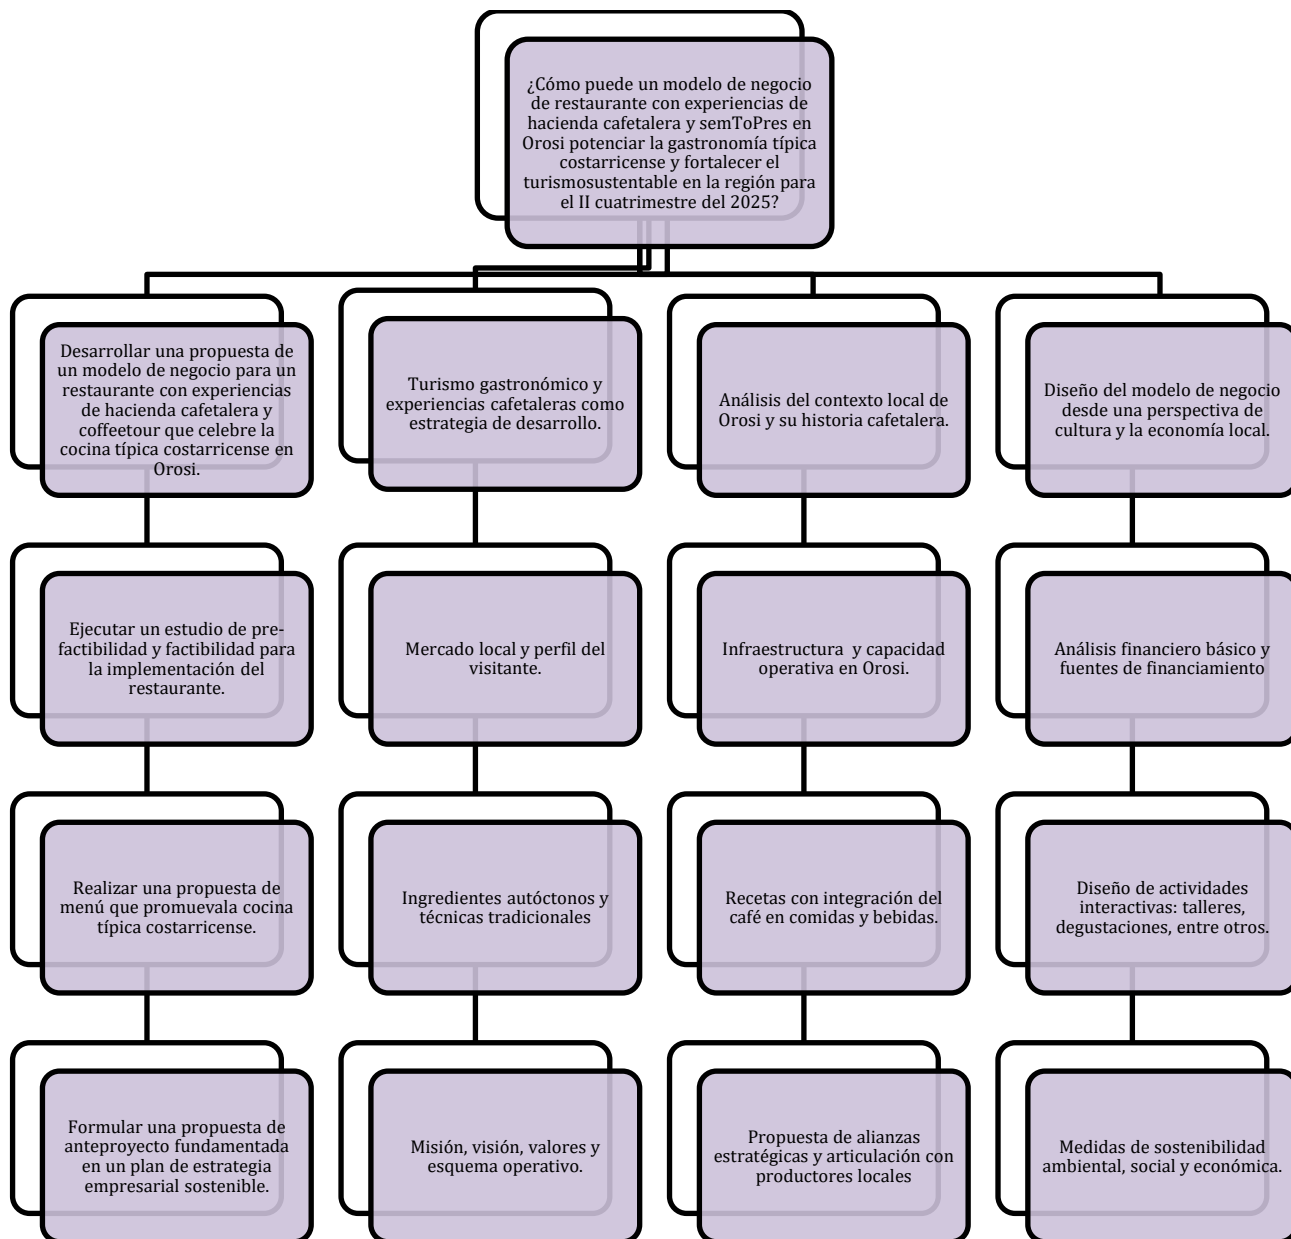 ¿Cómo puede un modelo de negocio
de restaurante con experiencias de
hacienda cafetalera y semToPres en
Orosi potenciar la gastronomía típica
costarricense y fortalecer el
turismosustentable en la región para
el II cuatrimestre del 2025?
Desarrollar una propuesta de
un modelo de negocio para un
restaurante con experiencias
de hacienda cafetalera y
coffeetour que celebre la
cocina típica costarricense en
Orosi.
Turismo gastronómico y
experiencias cafetaleras como
estrategia de desarrollo.
Análisis del contexto local de
Orosi y su historia cafetalera.
Diseño del modelo de negocio
desde una perspectiva de
cultura y la economía local.
Ejecutar un estudio de pre-
factibilidad y factibilidad para
la implementación del
restaurante.
Mercado local y perfil del
visitante.
Infraestructura y capacidad
operativa en Orosi.
Análisis financiero básico y
fuentes de financiamiento
Realizar una propuesta de
menú que promuevala cocina
típica costarricense.
Ingredientes autóctonos y
técnicas tradicionales
Recetas con integración del
café en comidas y bebidas.
Diseño de actividades
interactivas: talleres,
degustaciones, entre otros.
Formular una propuesta de
anteproyecto fundamentada
en un plan de estrategia
empresarial sostenible.
Misión, visión, valores y
esquema operativo.
Propuesta de alianzas
estratégicas y articulación con
productores locales
Medidas de sostenibilidad
ambiental, social y económica.